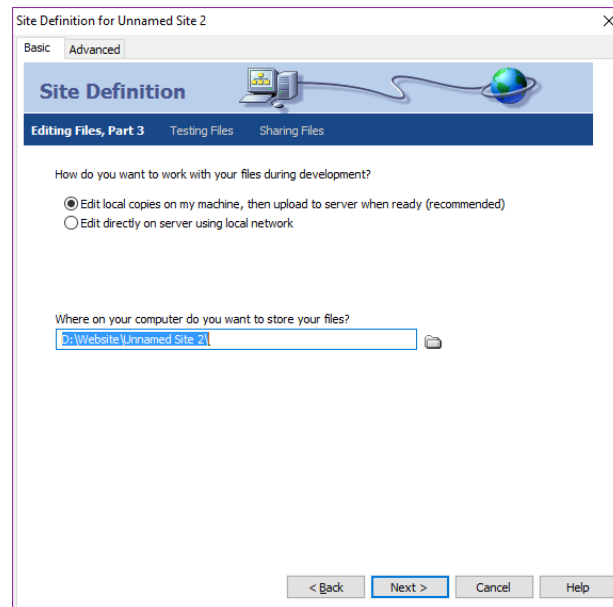 Site Definition for Unnamed Site 2
Basic Advanced
Site Definition
Editing Files, Part 3 Testing Files Sharing Files
How do you want to work with your files during development?
Edit local copies on my machine, then upload to server when ready (recommended)
Edit directly on server using local network
Where on your computer do you want to store your files?
D:\Website\Unnamed Site 2\
< Back Next > Cancel Help